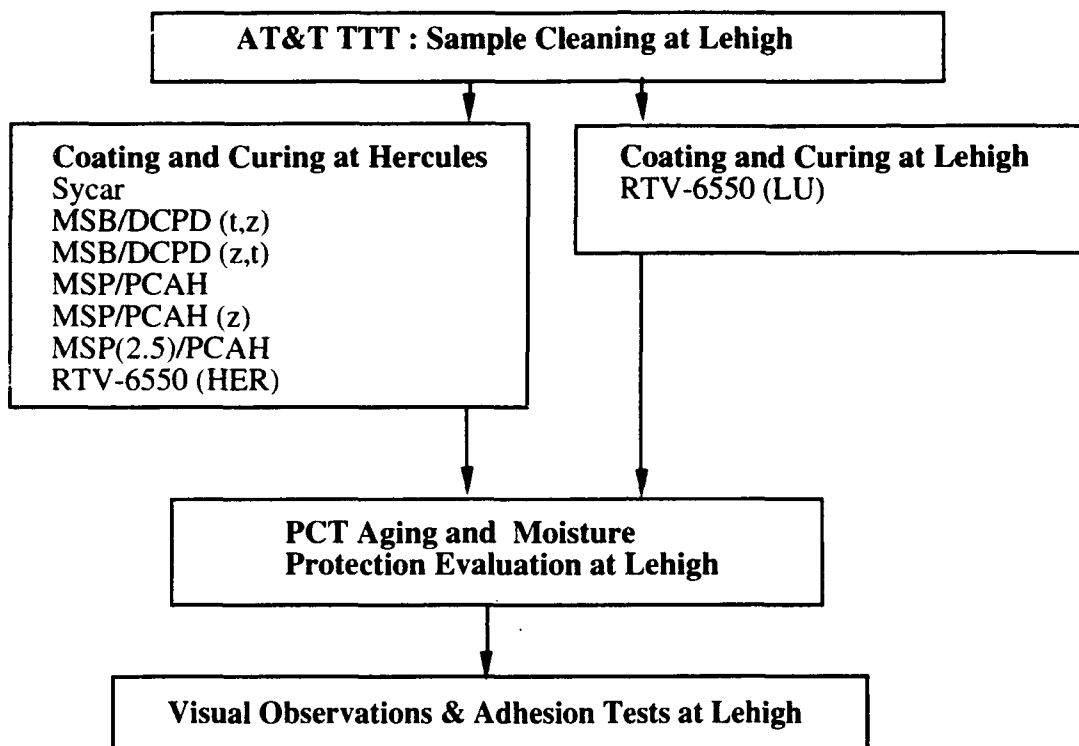 AT&T TTT : Sample Cleaning at Lehigh
Coating and Curing at Hercules
Sycar
MSB/DCPD (t,z)
MSB/DCPD (z,t)
MSP/PCAH
MSP/PCAH (z)
MSP(2.5)/PCAH
RTV-6550 (HER)
Coating and Curing at Lehigh
RTV-6550 (LU)
PCT Aging and Moisture
Protection Evaluation at Lehigh
Visual Observations & Adhesion Tests at Lehigh